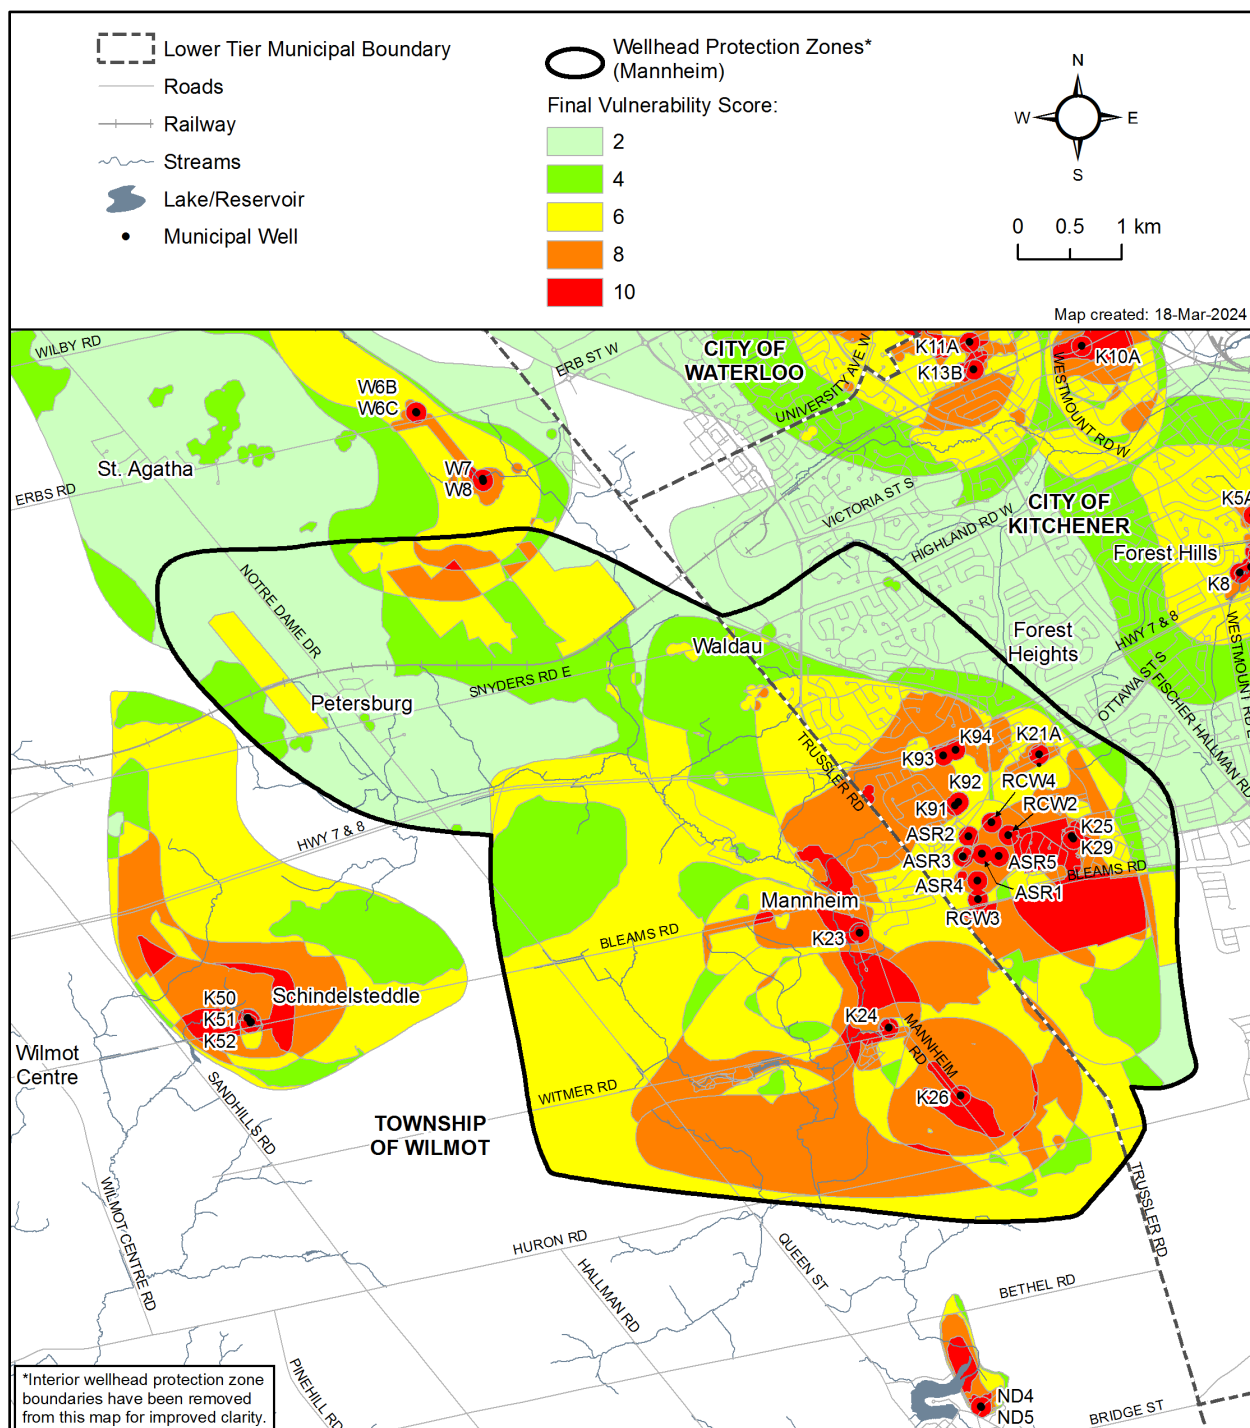 Lower Tier Municipal Boundary
Roads
Railway
Streams
Lake/Reservoir
Municipal Well
Wellhead Protection Zones*
(Mannheim)
Final Vulnerability Score:
2
4
6
8
10
N
W
E
S
0 0.5 1 km
Map created: 18-Mar-2024
WILBY RD
ERB ST W
CITY OF
WATERLOO
UNIVERSITY AVE W
K11A
K13B
K10A
WESTMOUNT RD W
W6B
W6C
St. Agatha
W7
W8
ERBS RD
VICTORIA ST S
HIGHLAND RD W
CITY OF
KITCHENER
K5A
Forest Hills
K8
NOTRE DAME DR
Waldau
Forest
Heights
HWY 7 & 8
WESTMOUNT RD E
SNYDERS RD E
Petersburg
OTTAWA ST S
FISCHER HALLMAN RD
TRUSSLER RD
K94
K93
K21A
K92
K91
RCW4
RCW2
ASR2
K25
K29
ASR3
ASR5
ASR4
ASR1
BLEAMS RD
RCW3
HWY 7 & 8
Mannheim
BLEAMS RD
K23
K50
K51
K52
Schindelsteddle
K24
MANNHEIM
RD
Wilmot
Centre
SANDHILLS RD
WITMER RD
K26
TOWNSHIP
OF WILMOT
WILMOT CENTRE RD
TRUSSLER RD
HURON RD
QUEEN ST
HALLMAN RD
BETHEL RD
PINEHILL RD
ND4
ND5
BRIDGE ST
*Interior wellhead protection zone
boundaries have been removed
from this map for improved clarity.